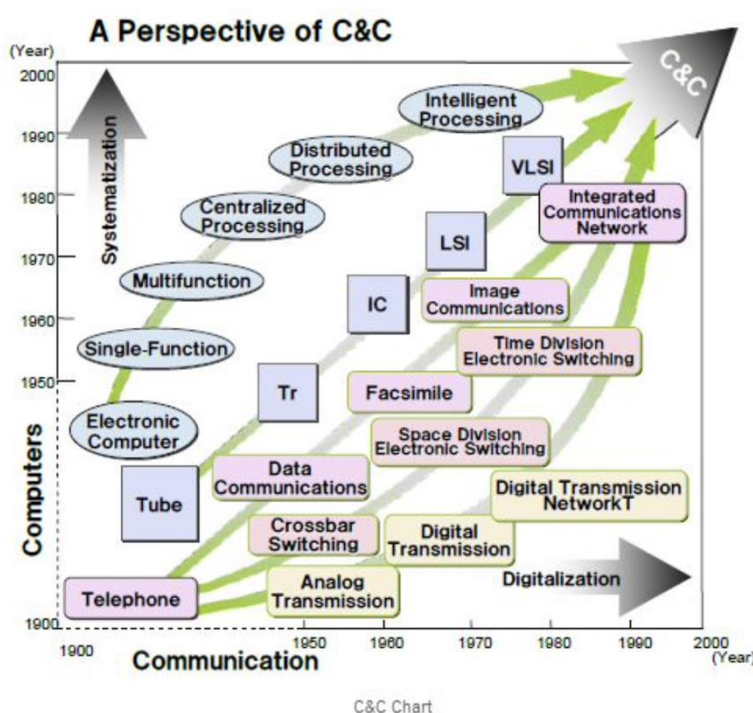 A Perspective of C&C
(Year)
2000
1990
1980
1970
1960
1950
1900
Systematization
Computers
C&C
Intelligent
Processing
Distributed
Processing
Centralized
Processing
Multifunction
Single-Function
Electronic
Computer
VLSI
LSI
IC
Tr
Tube
Integrated
Communications
Network
Image
Communications
Time Division
Electronic Switching
Facsimile
Space Division
Electronic Switching
Data
Communications
Digital Transmission
NetworkT
Crossbar
Switching
Digital
Transmission
Telephone
Analog
Transmission
Digitalization
1900
1950
1960
1970
1980
1990
2000
(Year)
Communication
C&C Chart